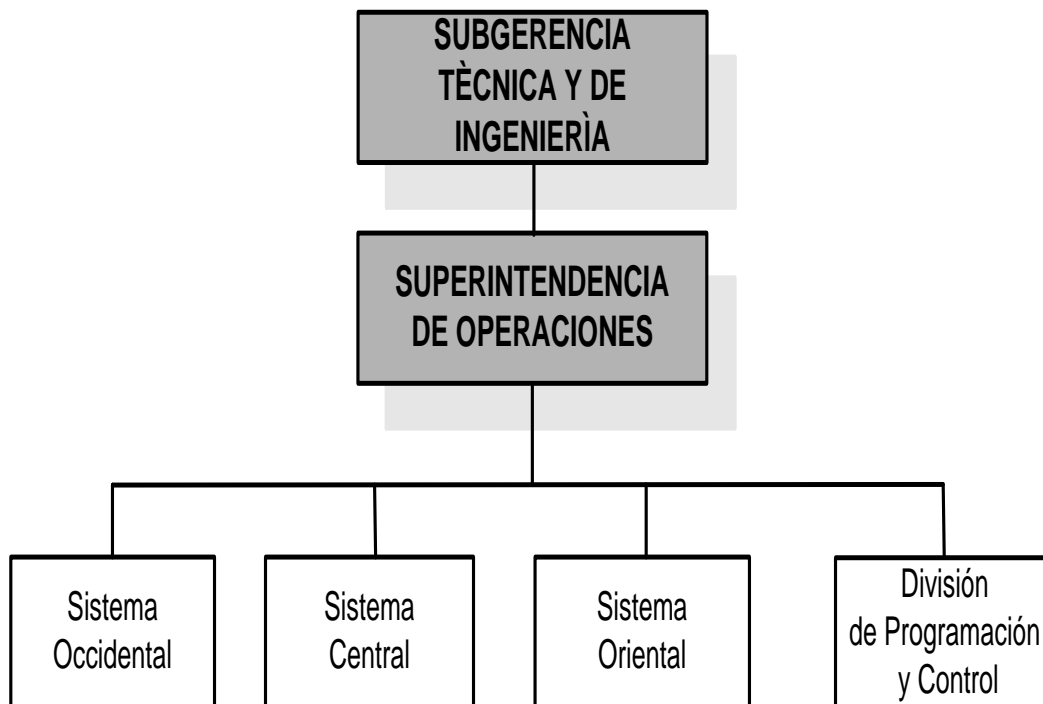 SUBGERENCIA
TÈCNICA Y DE
INGENIERÌA
SUPERINTENDENCIA
DE OPERACIONES
Sistema
Occidental
Sistema
Central
Sistema
Oriental
División
de Programación
y Control